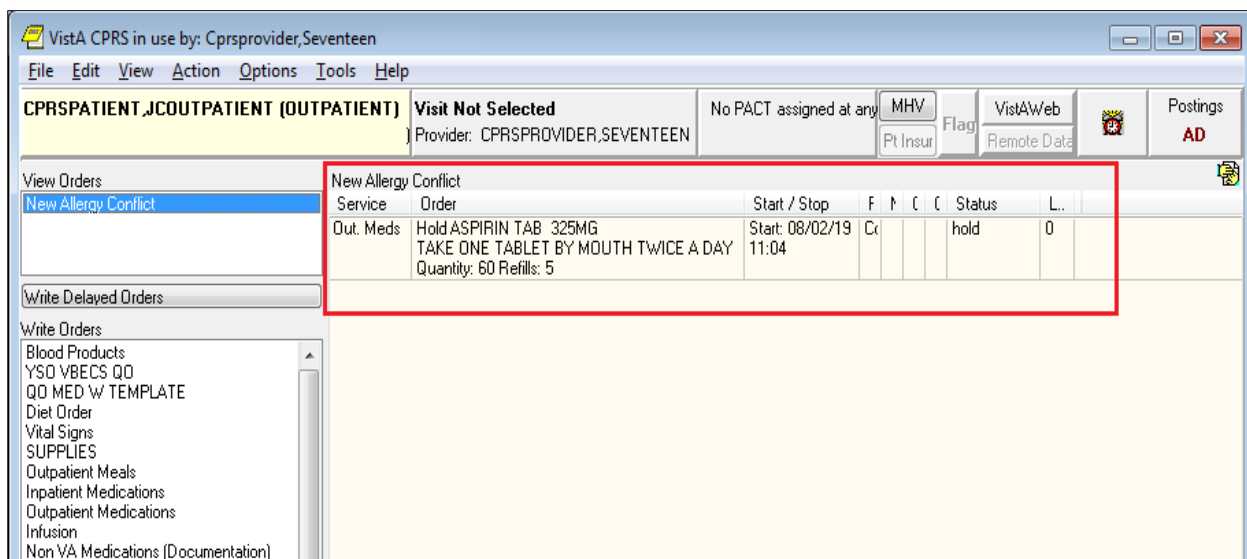 VistA CPRS in use by: Cprsprovider,Seventeen
File Edit View Action Options Tools Help
CPRSPATIENT,JCOUTPATIENT (OUTPATIENT) Visit Not Selected No PACT assigned at any MHV Flag VistAWeb Postings
) Provider: CPRSPROVIDER,SEVENTEEN Pt Insur Remote Data AD
View Orders
New Allergy Conflict
New Allergy Conflict
Service Order Start / Stop Status L..
Out. Meds Hold ASPIRIN TAB 325MG Start: 08/02/19 hold 0
TAKE ONE TABLET BY MOUTH TWICE A DAY 11:04
Quantity: 60 Refills: 5
Write Delayed Orders
Write Orders
Blood Products
YSO VBECS QO
QO MED W TEMPLATE
Diet Order
Vital Signs
SUPPLIES
Outpatient Meals
Inpatient Medications
Outpatient Medications
Infusion
Non VA Medications (Documentation)